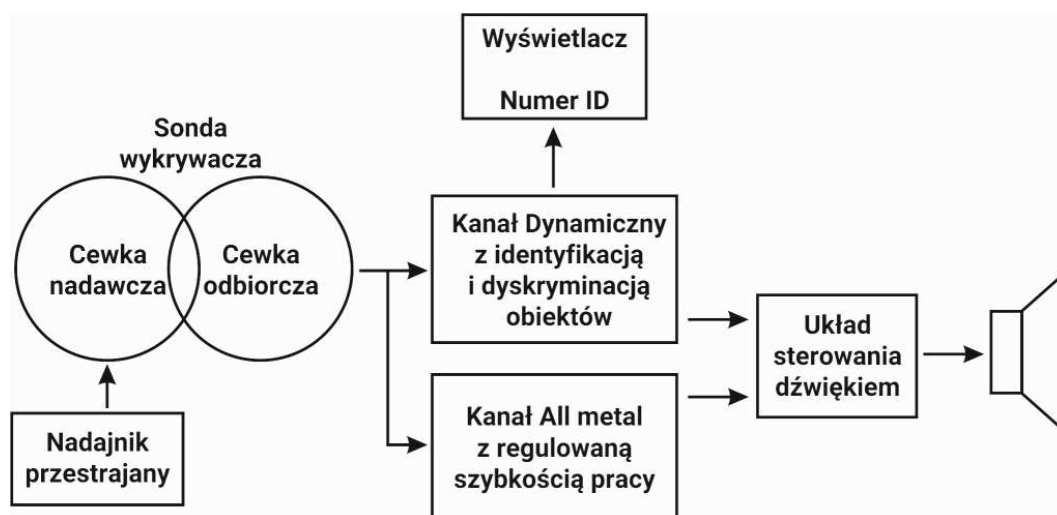 Wyświetlacz
Numer ID
Sonda
wykrywacza
Cewka
nadawcza
Cewka
odbiorcza
Kanał Dynamiczny
z identyfikacją
i dyskryminacją
obiektów
Układ
sterowania
dźwiękiem
Nadajnik
przestrajany
Kanał All metal
z regulowaną
szybkością pracy